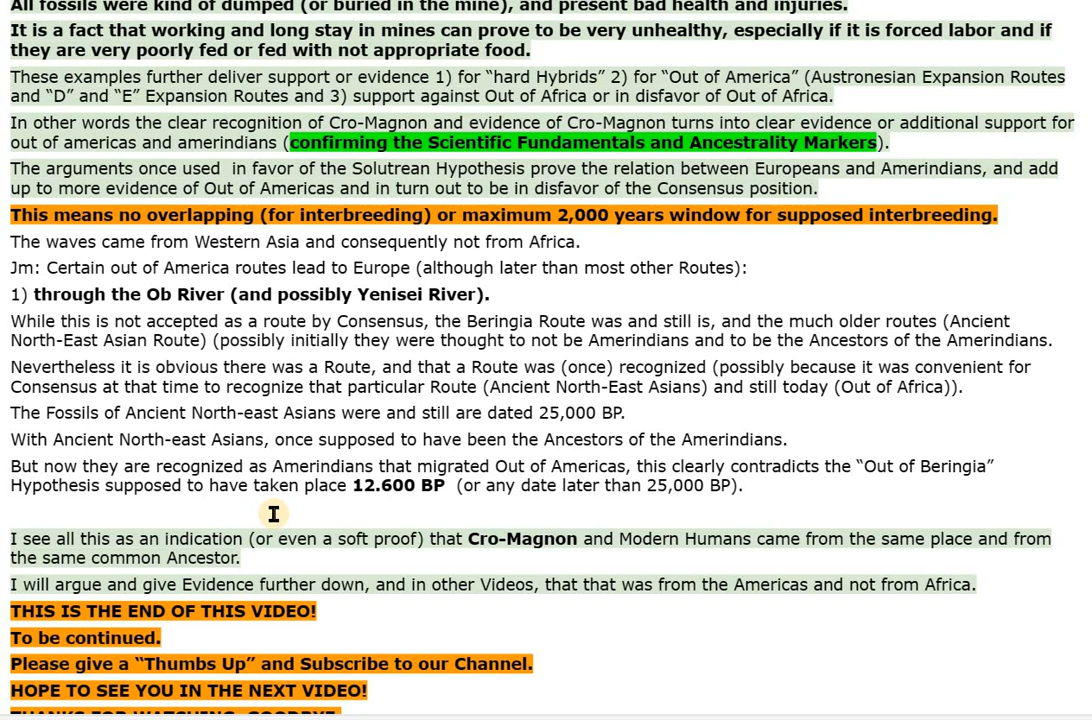 All fossils were kind of dumped (or buried in the mine), and present bad health and injuries.
It is a fact that working and long stay in mines can prove to be very unhealthy, especially if it is forced labor and if
they are very poorly fed or fed with not appropriate food.
These examples further deliver support or evidence 1) for “hard Hybrids” 2) for “Out of America” (Austronesian Expansion Routes
and “D” and “E” Expansion Routes and 3) support against Out of Africa or in disfavor of Out of Africa.
In other words the clear recognition of Cro-Magnon and evidence of Cro-Magnon turns into clear evidence or additional support for
out of americas and amerindians (confirming the Scientific Fundamentals and Ancestrality Markers).
The arguments once used  in favor of the Solutrean Hypothesis prove the relation between Europeans and Amerindians, and add
up to more evidence of Out of Americas and in turn out to be in disfavor of the Consensus position.
This means no overlapping (for interbreeding) or maximum 2,000 years window for supposed interbreeding.
The waves came from Western Asia and consequently not from Africa.
Jm: Certain out of America routes lead to Europe (although later than most other Routes):
1) through the Ob River (and possibly Yenisei River).
While this is not accepted as a route by Consensus, the Beringia Route was and still is, and the much older routes (Ancient
North-East Asian Route) (possibly initially they were thought to not be Amerindians and to be the Ancestors of the Amerindians.
Nevertheless it is obvious there was a Route, and that a Route was (once) recognized (possibly because it was convenient for
Consensus at that time to recognize that particular Route (Ancient North-East Asians) and still today (Out of Africa)).
The Fossils of Ancient North-east Asians were and still are dated 25,000 BP.
With Ancient North-east Asians, once supposed to have been the Ancestors of the Amerindians.
But now they are recognized as Amerindians that migrated Out of Americas, this clearly contradicts the “Out of Beringia”
Hypothesis supposed to have taken place 12.600 BP  (or any date later than 25,000 BP).
I see all this as an indication (or even a soft proof) that Cro-Magnon and Modern Humans came from the same place and from
the same common Ancestor.
I will argue and give Evidence further down, and in other Videos, that that was from the Americas and not from Africa.
THIS IS THE END OF THIS VIDEO!
To be continued.
Please give a “Thumbs Up” and Subscribe to our Channel.
HOPE TO SEE YOU IN THE NEXT VIDEO!
THANKS FOR WATCHING, GOODBYE.